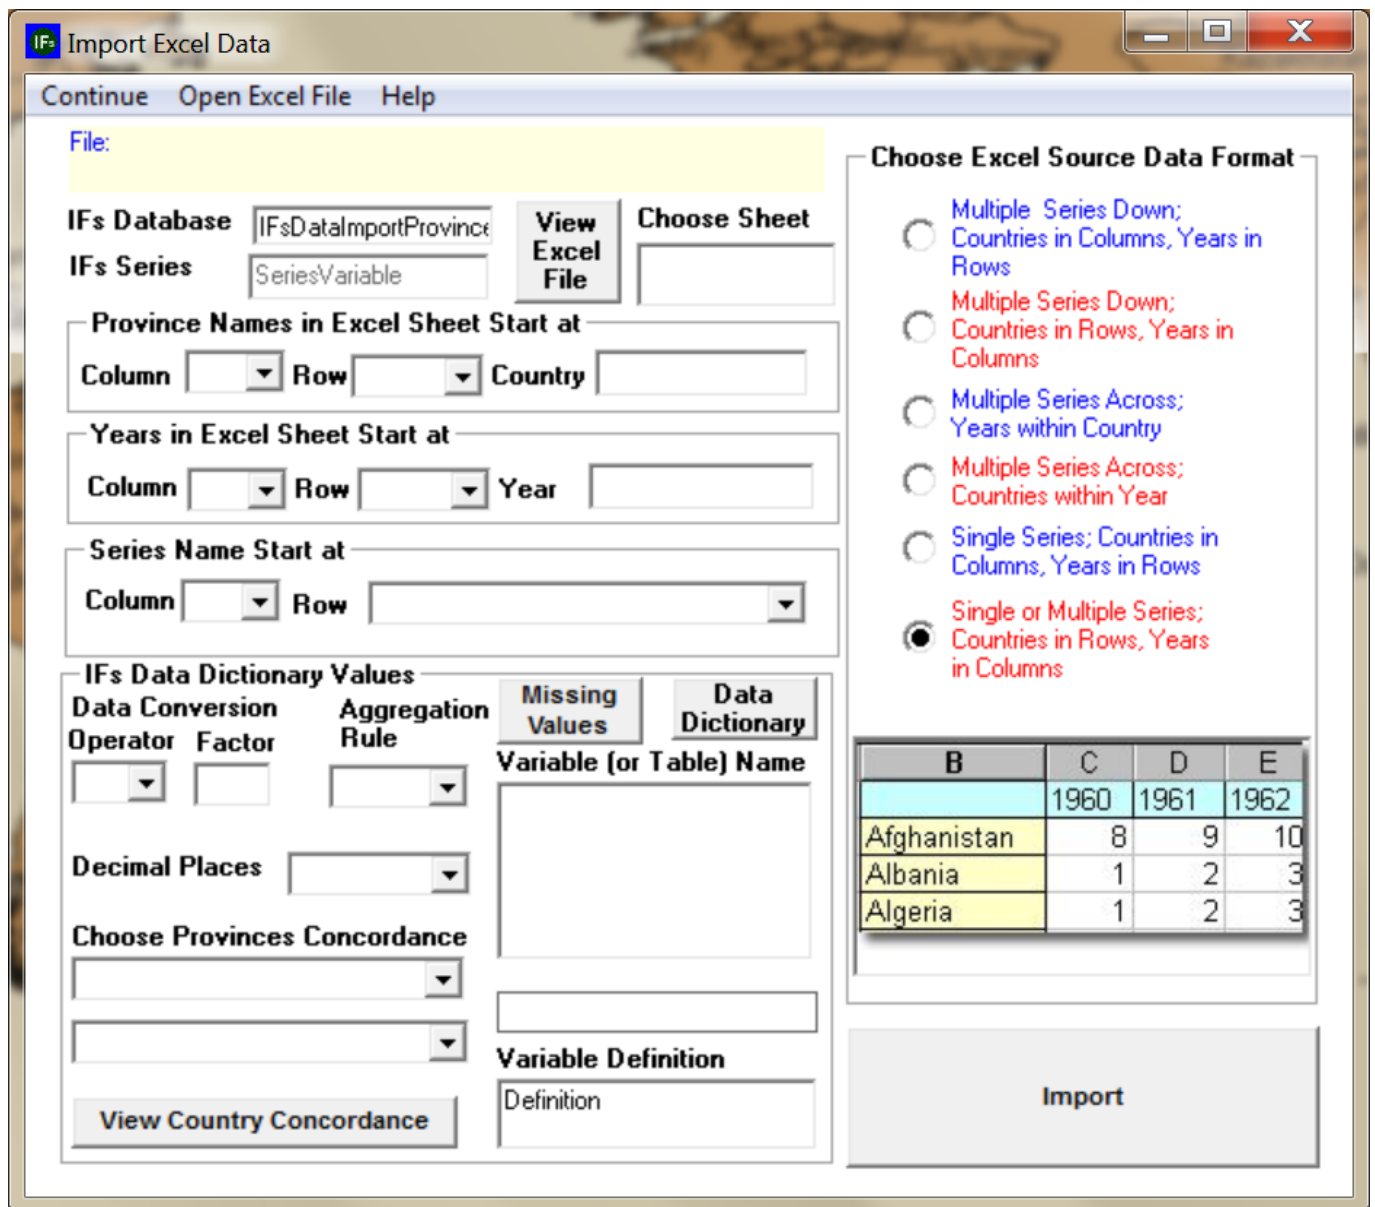 IFs Import Excel Data
Continue Open Excel File Help
File:
IFs Database IFsDataImportProvince
IFs Series SeriesVariable
View
Excel
File
Choose Sheet
Province Names in Excel Sheet Start at
Column Row Country
Years in Excel Sheet Start at
Column Row Year
Series Name Start at
Column Row
IFs Data Dictionary Values
Data Conversion
Operator Factor
Aggregation
Rule
Missing
Values
Data
Dictionary
Variable (or Table) Name
Decimal Places
Choose Provinces Concordance
Variable Definition
Definition
View Country Concordance
Choose Excel Source Data Format
Multiple Series Down;
Countries in Columns, Years in
Rows
Multiple Series Down;
Countries in Rows, Years in
Columns
Multiple Series Across;
Years within Country
Multiple Series Across;
Countries within Year
Single Series; Countries in
Columns, Years in Rows
Single or Multiple Series;
Countries in Rows, Years
in Columns
B C D E
1960 1961 1962
Afghanistan 8 9 10
Albania 1 2 3
Algeria 1 2 3
Import